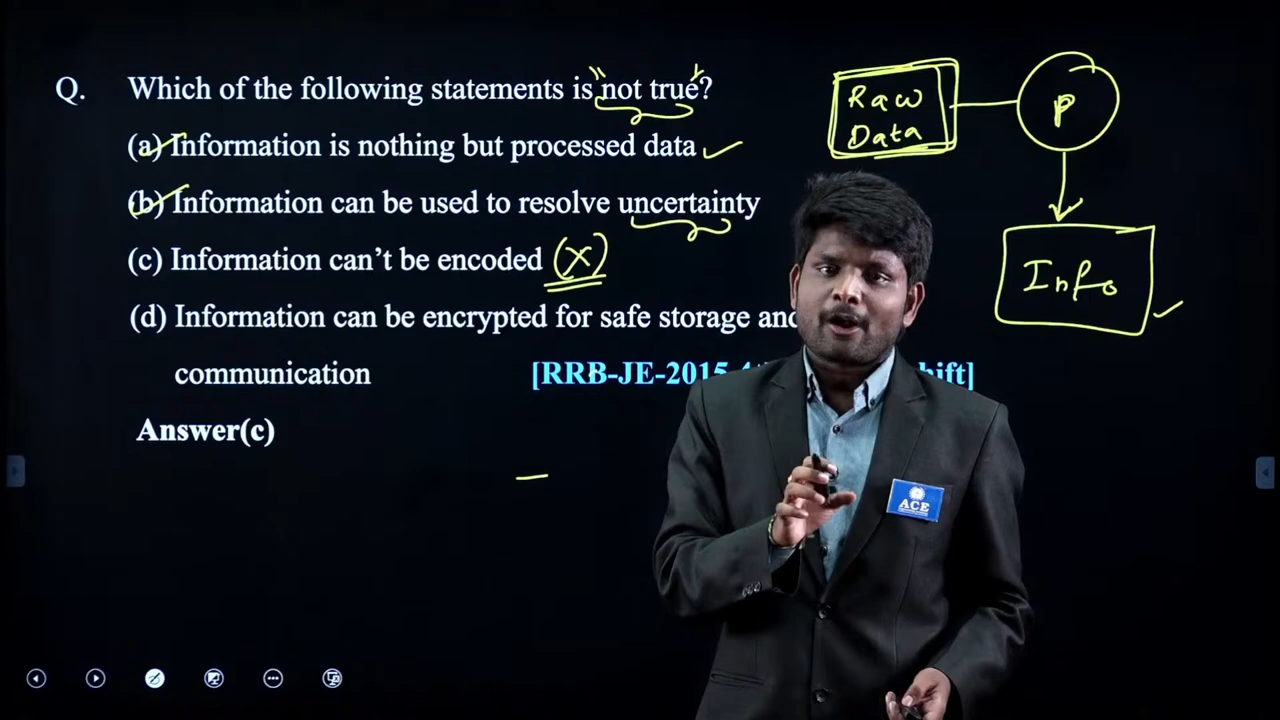 Q. Which of the following statements is not true?
(a) Information is nothing but processed data
(b) Information can be used to resolve uncertainty
(c) Information can't be encoded (X)
(d) Information can be encrypted for safe storage and
communication [RRB-JE-2015 hift]
Answer(c)
Raw
Data
P
Info
ACE